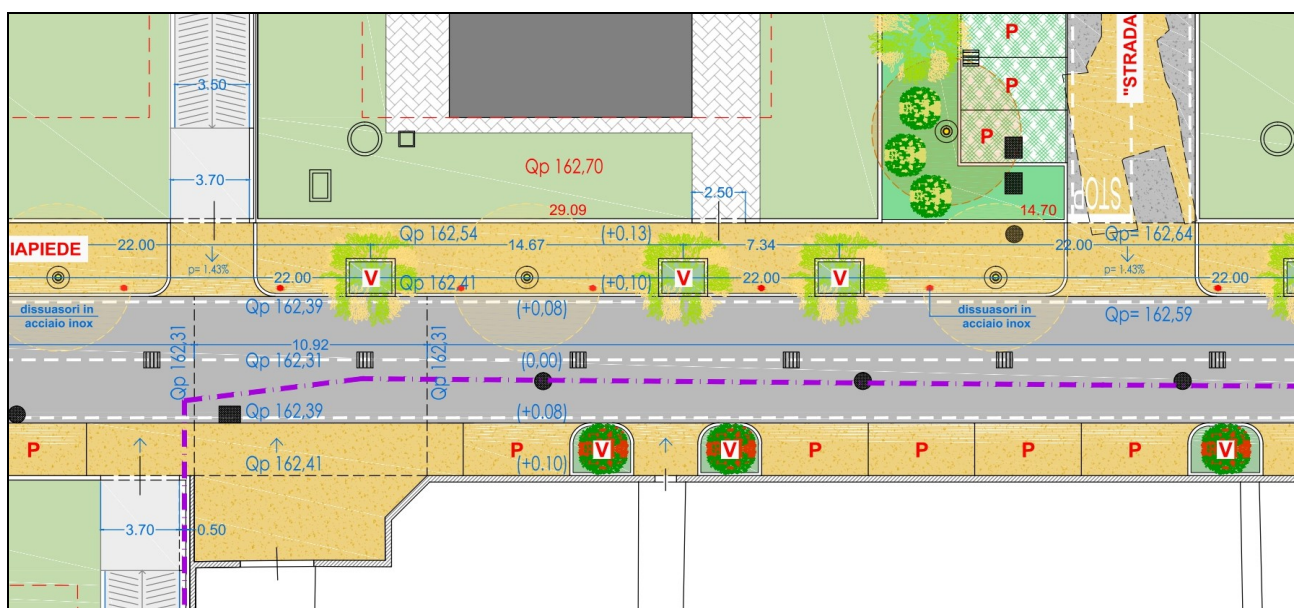 P
"STRADA
3.50
P
P
STOP
3.70
Qp 162,70
2.50
29.09
14.70
IAPIEDE
22.00
Qp 162,54
14.67
(+0.13)
7.34
22.00
Qp= 162,64
p= 1.43%
p= 1.43%
22.00
Qp 162,41
V
(+0,10)
V
22.00
V
22.00
dissuasori in
acciaio inox
Qp 162,39
(+0,08)
dissuasori in
acciaio inox
Qp= 162,59
Qp 162,31
10.92
Qp 162,31
Qp 162,31
(0,00)
Qp 162,39
(+0.08)
P
Qp 162,41
P
(+0.10)
V
V
P
P
P
P
V
3.70
0.50